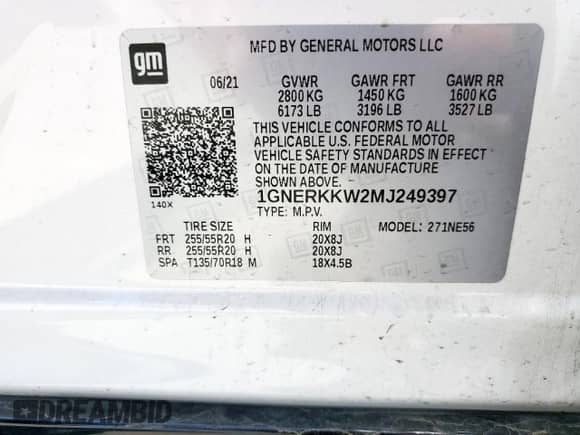 gm
MFD BY GENERAL MOTORS LLC
06/21 GVWR GAWR FRT GAWR RR
2800 KG 1450 KG 1600 KG
6173 LB 3196 LB 3527 LB
THIS VEHICLE CONFORMS TO ALL
APPLICABLE U.S. FEDERAL MOTOR
VEHICLE SAFETY STANDARDS IN EFFECT
ON THE DATE OF MANUFACTURE
SHOWN ABOVE.
140X
1GNERKKW2MJ249397
TYPE: M.P.V. MODEL: 271NE56
TIRE SIZE RIM
FRT 255/55R20 H 20X8J
RR 255/55R20 H 20X8J
SPA T135/70R18 M 18X4.5B
DREAMBID